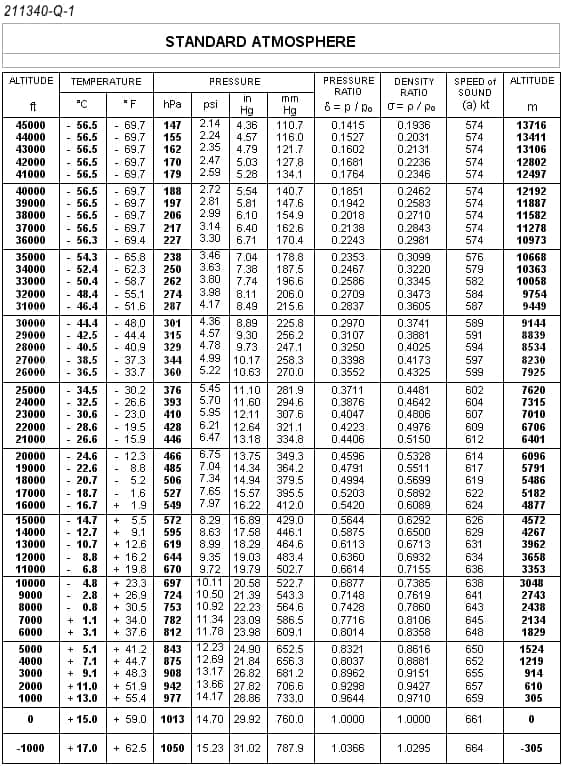 211340-Q-1
STANDARD ATMOSPHERE
ALTITUDE TEMPERATURE PRESSURE PRESSURE RATIO DENSITY RATIO SPEED of SOUND ALTITUDE
ft °C °F hPa psi in Hg mm Hg δ = p / p₀ σ= ρ / ρ₀ (a) kt m
45000 - 56.5 - 69.7 147 2.14 4.36 110.7 0.1415 0.1936 574 13716
44000 - 56.5 - 69.7 155 2.24 4.57 116.0 0.1527 0.2031 574 13411
43000 - 56.5 - 69.7 162 2.35 4.79 121.7 0.1602 0.2131 574 13106
42000 - 56.5 - 69.7 170 2.47 5.03 127.8 0.1681 0.2236 574 12802
41000 - 56.5 - 69.7 179 2.59 5.28 134.1 0.1764 0.2346 574 12497
40000 - 56.5 - 69.7 188 2.72 5.54 140.7 0.1851 0.2462 574 12192
39000 - 56.5 - 69.7 197 2.81 5.81 147.6 0.1942 0.2583 574 11887
38000 - 56.5 - 69.7 206 2.99 6.10 154.9 0.2018 0.2710 574 11582
37000 - 56.5 - 69.7 217 3.14 6.40 162.6 0.2138 0.2843 574 11278
36000 - 56.3 - 69.4 227 3.30 6.71 170.4 0.2243 0.2981 574 10973
35000 - 54.3 - 65.8 238 3.46 7.04 178.8 0.2353 0.3099 576 10668
34000 - 52.4 - 62.3 250 3.63 7.38 187.5 0.2467 0.3220 579 10363
33000 - 50.4 - 58.7 262 3.80 7.74 196.6 0.2586 0.3345 582 10058
32000 - 48.4 - 55.1 274 3.98 8.11 206.0 0.2709 0.3473 584 9754
31000 - 46.4 - 51.6 287 4.17 8.49 215.6 0.2837 0.3605 587 9449
30000 - 44.4 - 48.0 301 4.36 8.89 225.8 0.2970 0.3741 589 9144
29000 - 42.5 - 44.4 315 4.57 9.30 256.2 0.3107 0.3881 591 8839
28000 - 40.5 - 40.9 329 4.78 9.73 247.1 0.3250 0.4025 594 8534
27000 - 38.5 - 37.3 344 4.99 10.17 258.3 0.3398 0.4173 597 8230
26000 - 36.5 - 33.7 360 5.22 10.63 270.0 0.3552 0.4325 599 7925
25000 - 34.5 - 30.2 376 5.45 11.10 281.9 0.3711 0.4481 602 7620
24000 - 32.5 - 26.6 393 5.70 11.60 294.6 0.3876 0.4642 604 7315
23000 - 30.6 - 23.0 410 5.95 12.11 307.6 0.4047 0.4806 607 7010
22000 - 28.6 - 19.5 428 6.21 12.64 321.1 0.4223 0.4976 609 6706
21000 - 26.6 - 15.9 446 6.47 13.18 334.8 0.4406 0.5150 612 6401
20000 - 24.6 - 12.3 466 6.75 13.75 349.3 0.4596 0.5328 614 6096
19000 - 22.6 - 8.8 485 7.04 14.34 364.2 0.4791 0.5511 617 5791
18000 - 20.7 - 5.2 506 7.34 14.94 379.5 0.4994 0.5699 619 5486
17000 - 18.7 - 1.6 527 7.65 15.57 395.5 0.5203 0.5892 622 5182
16000 - 16.7 + 1.9 549 7.97 16.22 412.0 0.5420 0.6089 624 4877
15000 - 14.7 + 5.5 572 8.29 16.89 429.0 0.5644 0.6292 626 4572
14000 - 12.7 + 9.1 595 8.63 17.58 446.1 0.5875 0.6500 629 4267
13000 - 10.7 + 12.6 619 8.99 18.29 464.6 0.6113 0.6713 631 3962
12000 - 8.8 + 16.2 644 9.35 19.03 483.4 0.6360 0.6932 634 3658
11000 - 6.8 + 19.8 670 9.72 19.79 502.7 0.6614 0.7155 636 3353
10000 - 4.8 + 23.3 697 10.11 20.58 522.7 0.6877 0.7385 638 3048
9000 - 2.8 + 26.9 724 10.50 21.39 543.3 0.7148 0.7619 641 2743
8000 - 0.8 + 30.5 753 10.92 22.23 564.6 0.7428 0.7860 643 2438
7000 + 1.1 + 34.0 782 11.34 23.09 586.5 0.7716 0.8106 645 2134
6000 + 3.1 + 37.6 812 11.78 23.98 609.1 0.8014 0.8358 648 1829
5000 + 5.1 + 41.2 843 12.23 24.90 652.5 0.8321 0.8616 650 1524
4000 + 7.1 + 44.7 875 12.69 21.84 656.3 0.8037 0.8881 652 1219
3000 + 9.1 + 48.3 908 13.17 26.82 681.2 0.8962 0.9151 655 914
2000 + 11.0 + 51.9 942 13.66 27.82 706.6 0.9298 0.9427 657 610
1000 + 13.0 + 55.4 977 14.17 28.86 733.0 0.9644 0.9710 659 305
0 + 15.0 + 59.0 1013 14.70 29.92 760.0 1.0000 1.0000 661 0
-1000 + 17.0 + 62.5 1050 15.23 31.02 787.9 1.0366 1.0295 664 -305